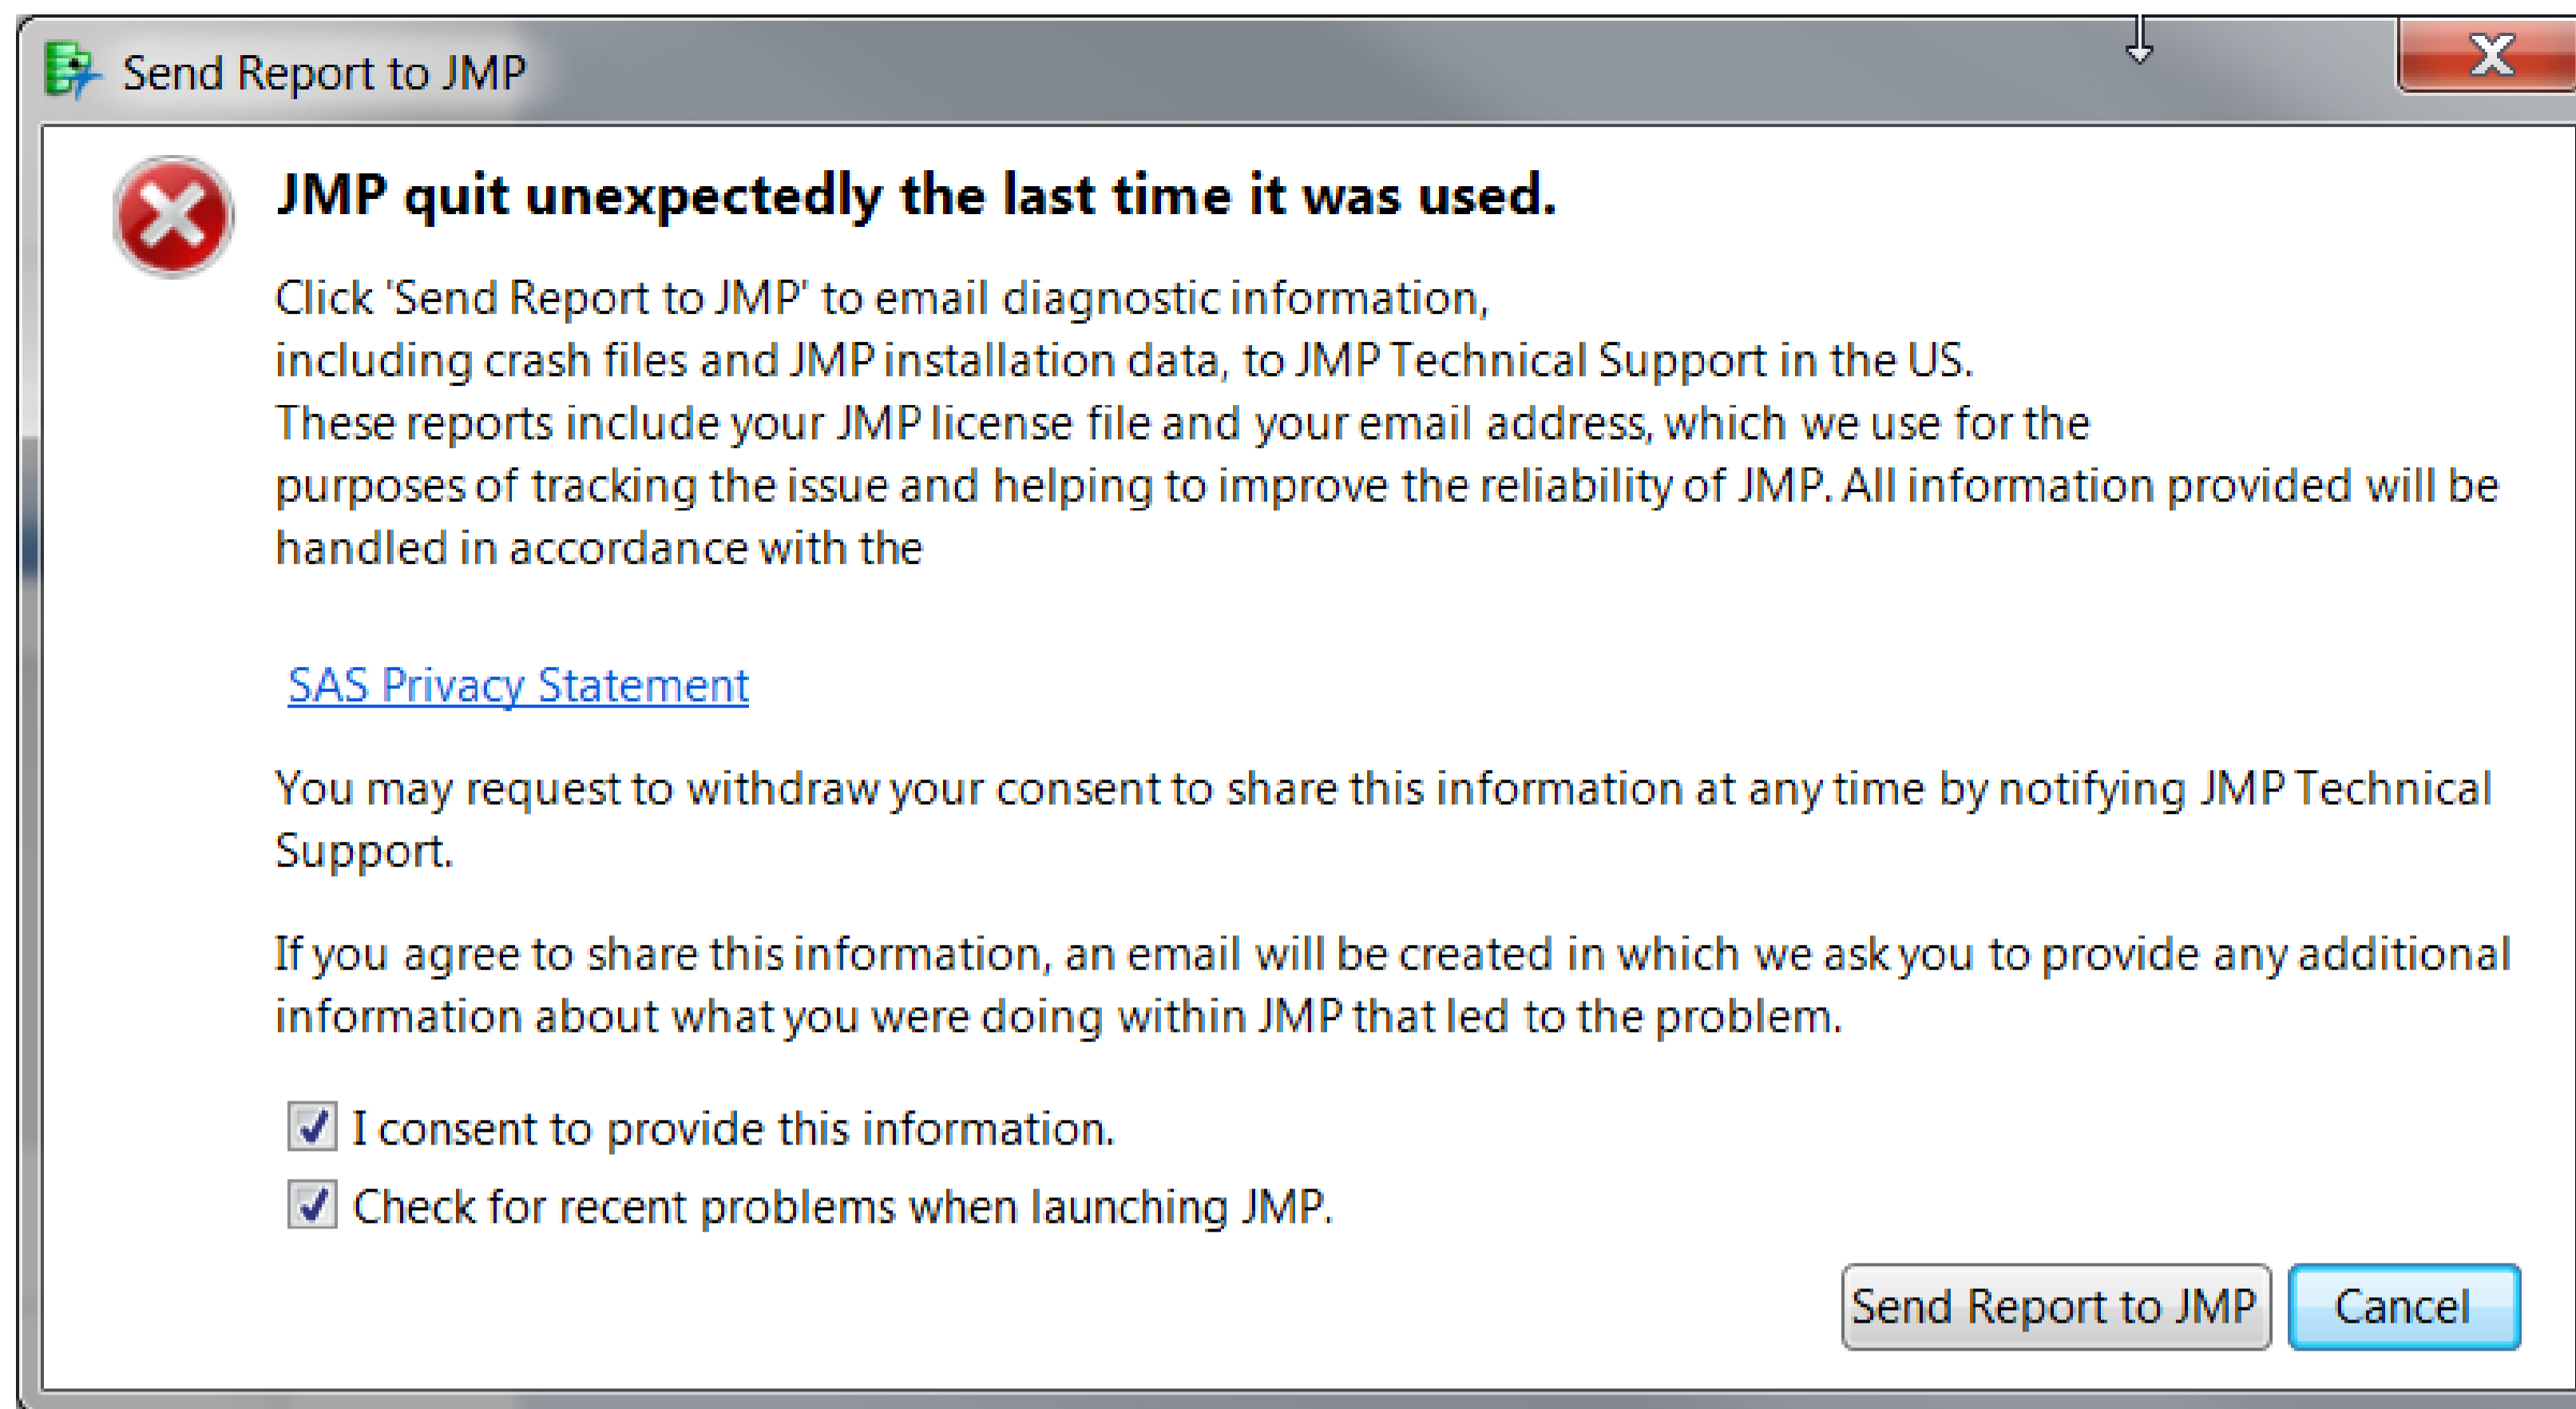 Send Report to JMP
JMP quit unexpectedly the last time it was used.
Click 'Send Report to JMP' to email diagnostic information,
including crash files and JMP installation data, to JMP Technical Support in the US.
These reports include your JMP license file and your email address, which we use for the
purposes of tracking the issue and helping to improve the reliability of JMP. All information provided will be
handled in accordance with the
SAS Privacy Statement
You may request to withdraw your consent to share this information at any time by notifying JMP Technical
Support.
If you agree to share this information, an email will be created in which we ask you to provide any additional
information about what you were doing within JMP that led to the problem.
I consent to provide this information.
Check for recent problems when launching JMP.
Send Report to JMP Cancel